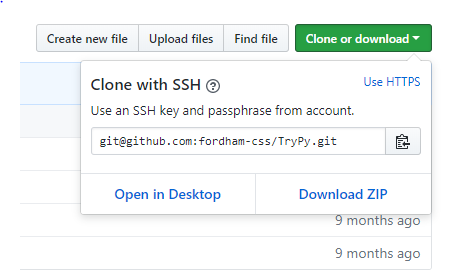 Create new file Upload files Find file Clone or download
Clone with SSH Use HTTPS
Use an SSH key and passphrase from account.
git@github.com:fordham-css/TryPy.git
Open in Desktop Download ZIP
9 months ago
9 months ago